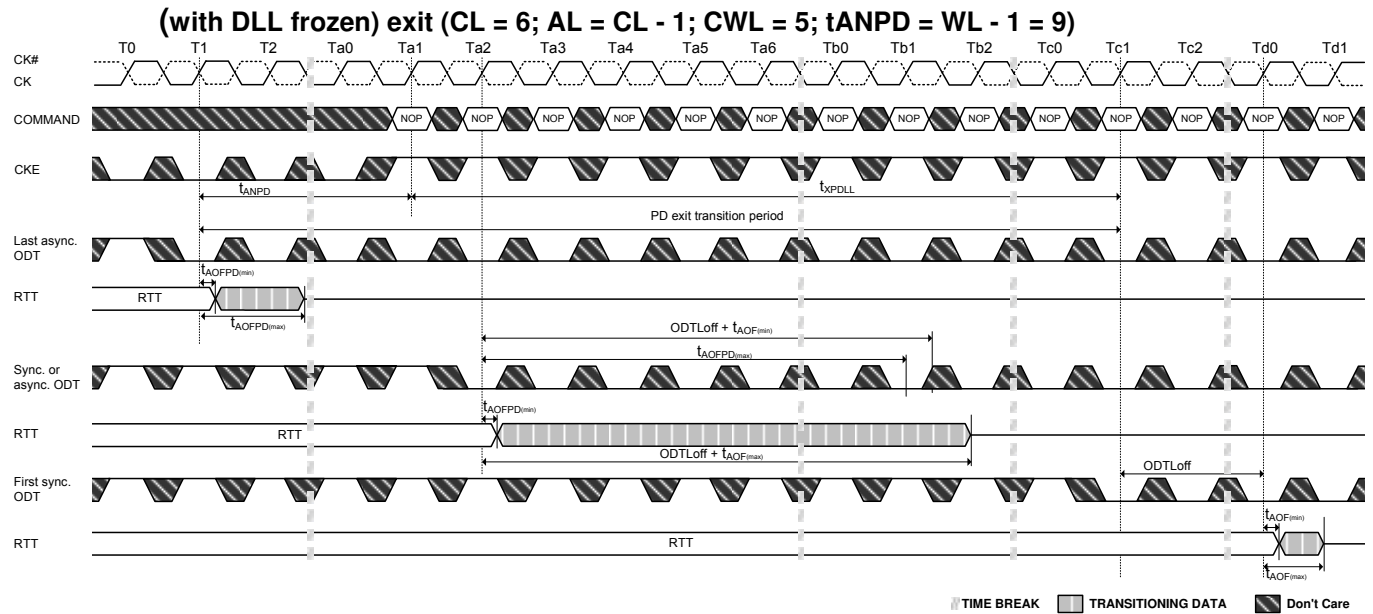 (with DLL frozen) exit (CL = 6; AL = CL - 1; CWL = 5; tANPD = WL - 1 = 9)
T0 T1 T2 Ta0 Ta1 Ta2 Ta3 Ta4 Ta5 Ta6 Tb0 Tb1 Tb2 Tc0 Tc1 Tc2 Td0 Td1
CK#
CK
COMMAND NOP NOP NOP NOP NOP NOP NOP NOP NOP NOP NOP NOP NOP NOP
CKE
tANPD tXPDLL
PD exit transition period
Last async.
ODT
tAOFPD(min)
RTT RTT
tAOFPD(max)
ODTLoff + tAOF(min)
tAOFPD(max)
Sync. or
async. ODT
tAOFPD(min)
RTT RTT
ODTLoff + tAOF(max)
ODTLoff
First sync.
ODT
tAOF(min)
RTT RTT
tAOF(max)
TIME BREAK TRANSITIONING DATA Don't Care